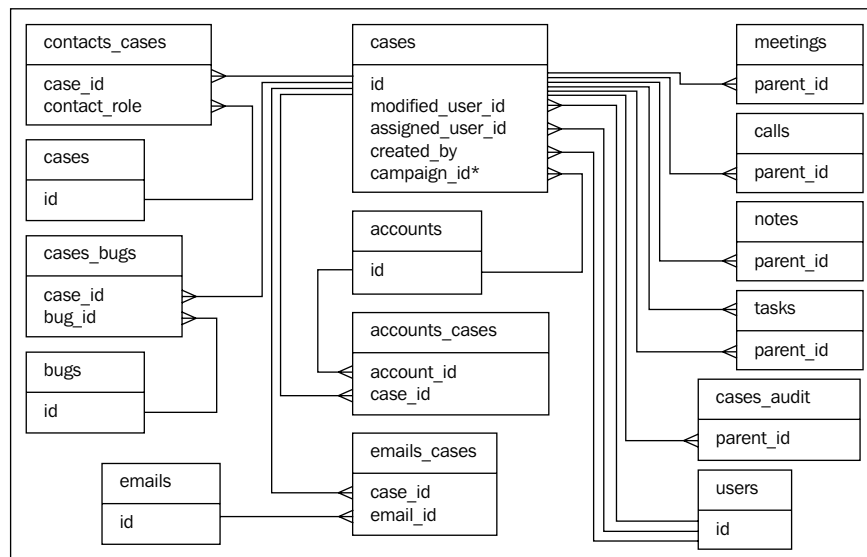 contacts_cases
case_id
contact_role
cases
id
cases_bugs
case_id
bug_id
bugs
id
emails
id
cases
id
modified_user_id
assigned_user_id
created_by
campaign_id*
accounts
id
accounts_cases
account_id
case_id
emails_cases
case_id
email_id
meetings
parent_id
calls
parent_id
notes
parent_id
tasks
parent_id
cases_audit
parent_id
users
id